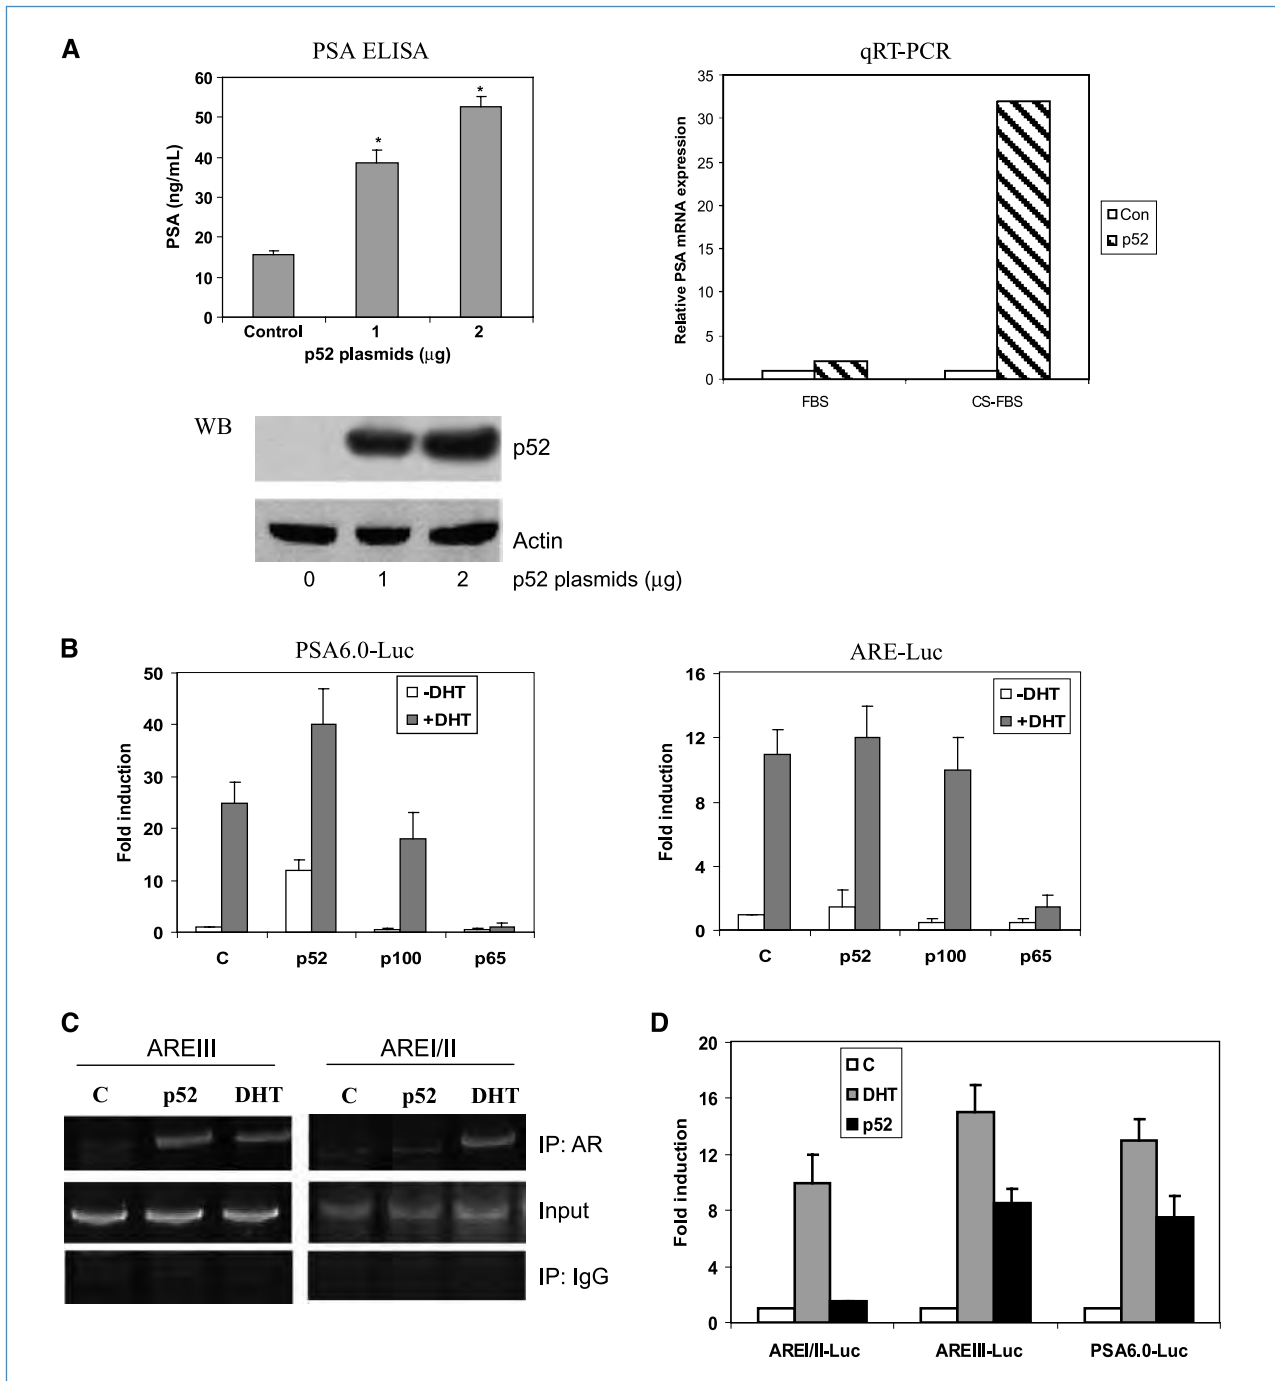 A
PSA ELISA
60
50
40
30
20
10
0
PSA (ng/mL)
*
*
Control 1 2
p52 plasmids (μg)
qRT-PCR
35
30
25
20
15
10
5
0
Relative PSA mRNA expression
FBS CS-FBS
Con
p52
WB
p52
Actin
0 1 2 p52 plasmids (μg)
B
PSA6.0-Luc
50
40
30
20
10
0
Fold induction
-DHT
+DHT
C p52 p100 p65
ARE-Luc
16
12
8
4
0
Fold induction
-DHT
+DHT
C p52 p100 p65
C
AREIII AREI/II
C p52 DHT C p52 DHT
IP: AR
Input
IP: IgG
D
20
16
12
8
4
0
Fold induction
C
DHT
p52
AREI/II-Luc AREIII-Luc PSA6.0-Luc